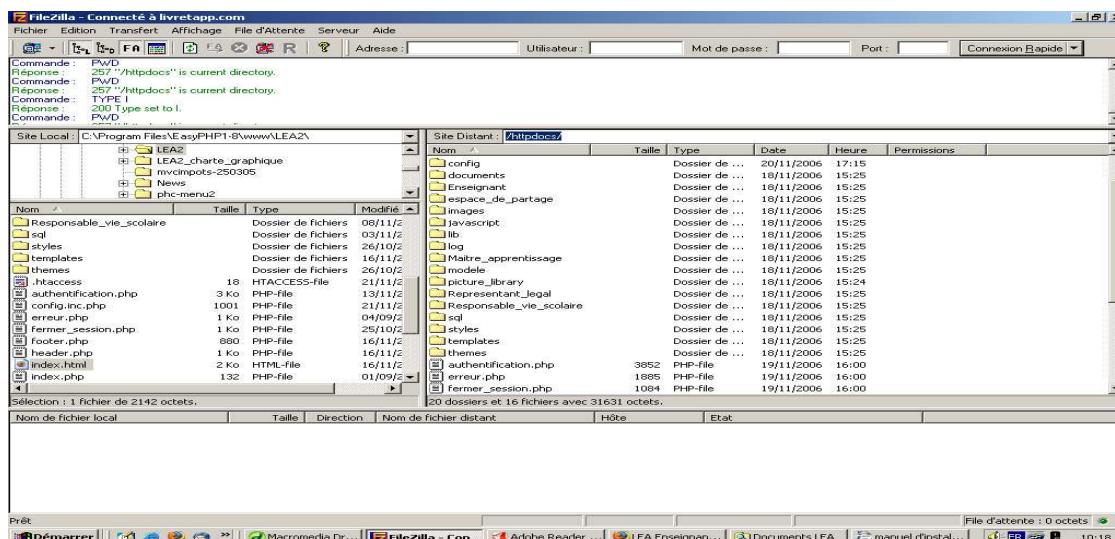 FileZilla - Connecté à livretapp.com
Fichier Edition Transfert Affichage File d'Attente Serveur Aide
Adresse : Utilisateur : Mot de passe : Port : Connexion Rapide
Commande : PWD
Réponse : 257 "/httpdocs" is current directory.
Commande : PWD
Réponse : 257 "/httpdocs" is current directory.
Commande : TYPE I
Réponse : 200 Type set to I.
Commande : PWD
Site Local : C:\Program Files\EasyPHP1-8\www\LEA2\
LEA2
LEA2_charte_graphique
mvcimpots-250305
News
phc-menu2
Nom Taille Type Modifié
Responsable_vie_scolaire Dossier de fichiers 08/11/2
sql Dossier de fichiers 03/11/2
styles Dossier de fichiers 26/10/2
templates Dossier de fichiers 16/11/2
themes Dossier de fichiers 26/10/2
.htaccess 18 HTACCESS-file 21/11/2
authentification.php 3 Ko PHP-file 13/11/2
config.inc.php 1001 PHP-file 21/11/2
erreur.php 1 Ko PHP-file 04/09/2
fermer_session.php 1 Ko PHP-file 25/10/2
footer.php 880 PHP-file 16/11/2
header.php 1 Ko PHP-file 16/11/2
index.html 2 Ko HTML-file 16/11/2
index.php 132 PHP-file 01/09/2
Sélection : 1 fichier de 2142 octets.
Site Distant : /httpdocs/
Nom Taille Type Date Heure Permissions
config Dossier de ... 20/11/2006 17:15
documents Dossier de ... 18/11/2006 15:25
Enseignant Dossier de ... 18/11/2006 15:25
espace_de_partage Dossier de ... 18/11/2006 15:25
images Dossier de ... 18/11/2006 15:25
javascript Dossier de ... 18/11/2006 15:25
lib Dossier de ... 18/11/2006 15:25
log Dossier de ... 18/11/2006 15:25
Maitre_apprentissage Dossier de ... 18/11/2006 15:25
modele Dossier de ... 18/11/2006 15:25
picture_library Dossier de ... 18/11/2006 15:24
Representant_legal Dossier de ... 18/11/2006 15:25
Responsable_vie_scolaire Dossier de ... 18/11/2006 15:25
sql Dossier de ... 18/11/2006 15:25
styles Dossier de ... 18/11/2006 15:25
templates Dossier de ... 18/11/2006 15:25
themes Dossier de ... 18/11/2006 15:25
authentification.php 3852 PHP-file 19/11/2006 16:00
erreur.php 1885 PHP-file 19/11/2006 16:00
fermer_session.php 1084 PHP-file 19/11/2006 16:00
20 dossiers et 16 fichiers avec 31631 octets.
Nom de fichier local Taille Direction Nom de fichier distant Hôte Etat
Prêt File d'attente : 0 octets
Démarrer Macromedia Dr... FileZilla - Con... Adobe Reader ... LEA Enseignan... Documents LEA manuel d'instal... FR 10:18